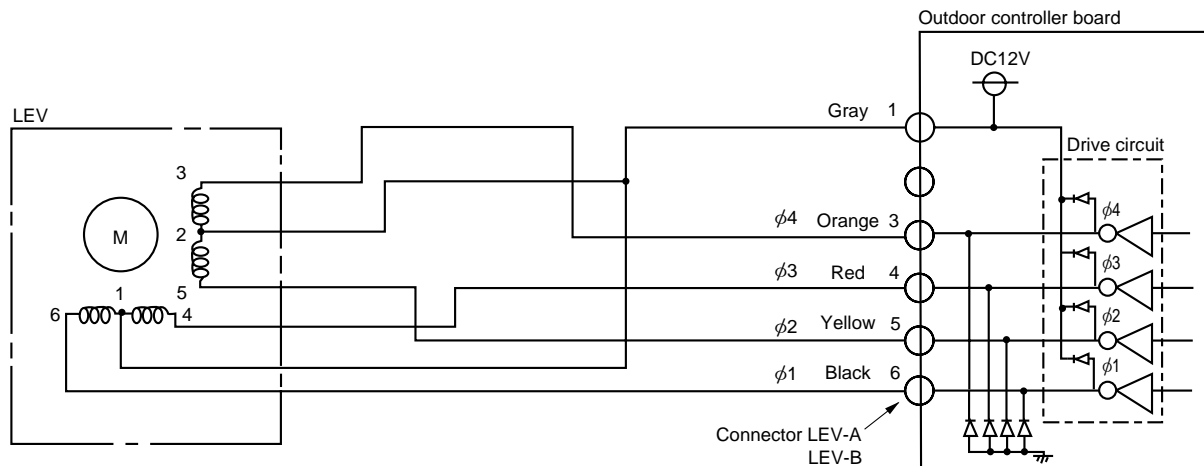 Outdoor controller board
DC12V
LEV
Gray 1
Drive circuit
3
ϕ4
ϕ4 Orange 3
2
M
ϕ3
ϕ3 Red 4
1
5
6
4
ϕ2
ϕ2 Yellow 5
ϕ1
ϕ1 Black 6
Connector LEV-A
LEV-B